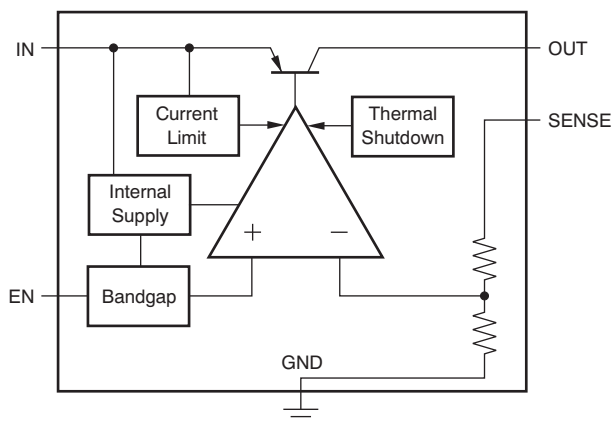 IN
OUT
Current
Limit
Thermal
Shutdown
SENSE
Internal
Supply
+ −
EN
Bandgap
GND